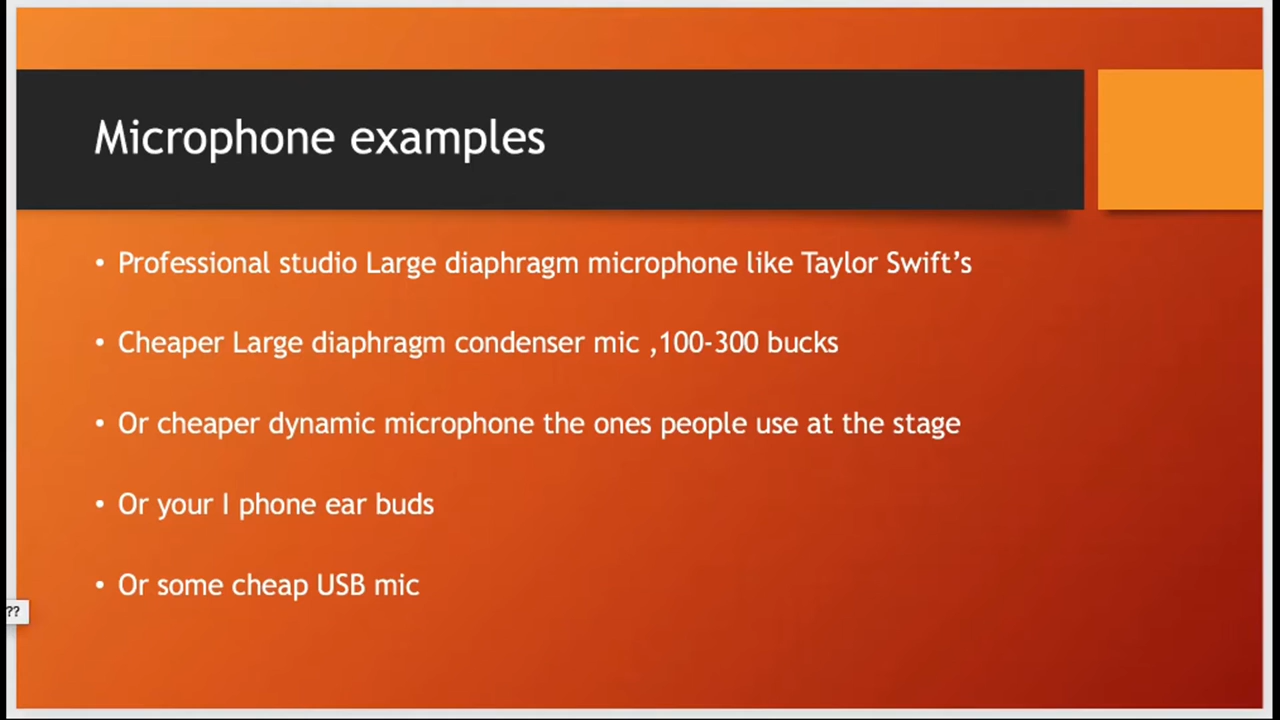 Microphone examples
• Professional studio Large diaphragm microphone like Taylor Swift’s
• Cheaper Large diaphragm condenser mic ,100-300 bucks
• Or cheaper dynamic microphone the ones people use at the stage
• Or your I phone ear buds
• Or some cheap USB mic
??